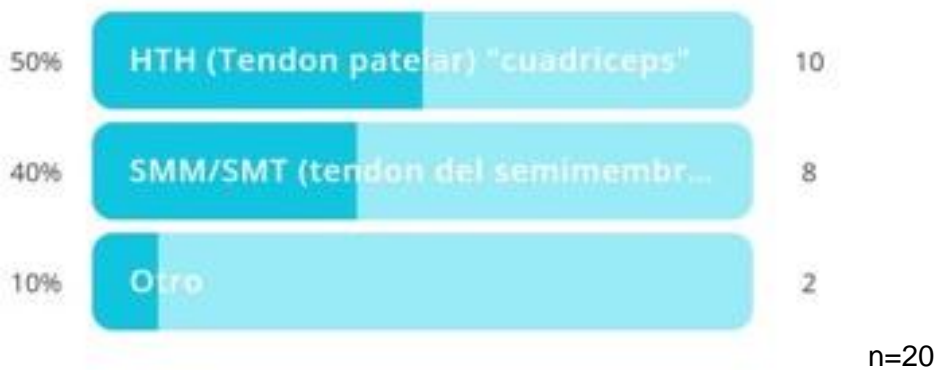 50% HTH (Tendon patelar) "cuadriceps" 10
40% SMM/SMT (tendon del semimembr... 8
10% Otro 2
n=20